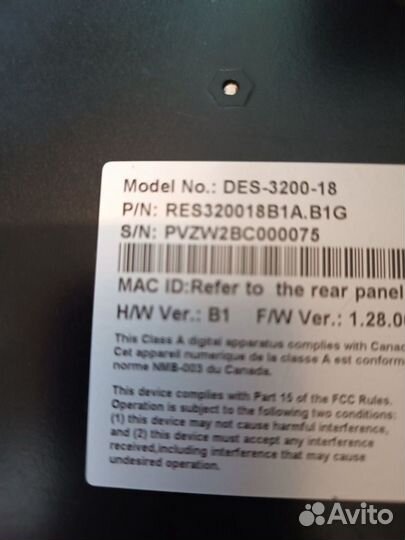 Model No.: DES-3200-18
P/N: RES320018B1A.B1G
S/N: PVZW2BC000075
MAC ID:Refer to the rear panel
H/W Ver.: B1 F/W Ver.: 1.28.00
This Class A digital apparatus complies with Canad
Cet appareil numerique de la classe A est conform
norme NMB-003 du Canada.
This device complies with Part 15 of the FCC Rules.
Operation is subject to the following two conditions:
(1) this device may not cause harmful interference,
and (2) this device must accept any interference
received,including interference that may cause
undesired operation.
Avito